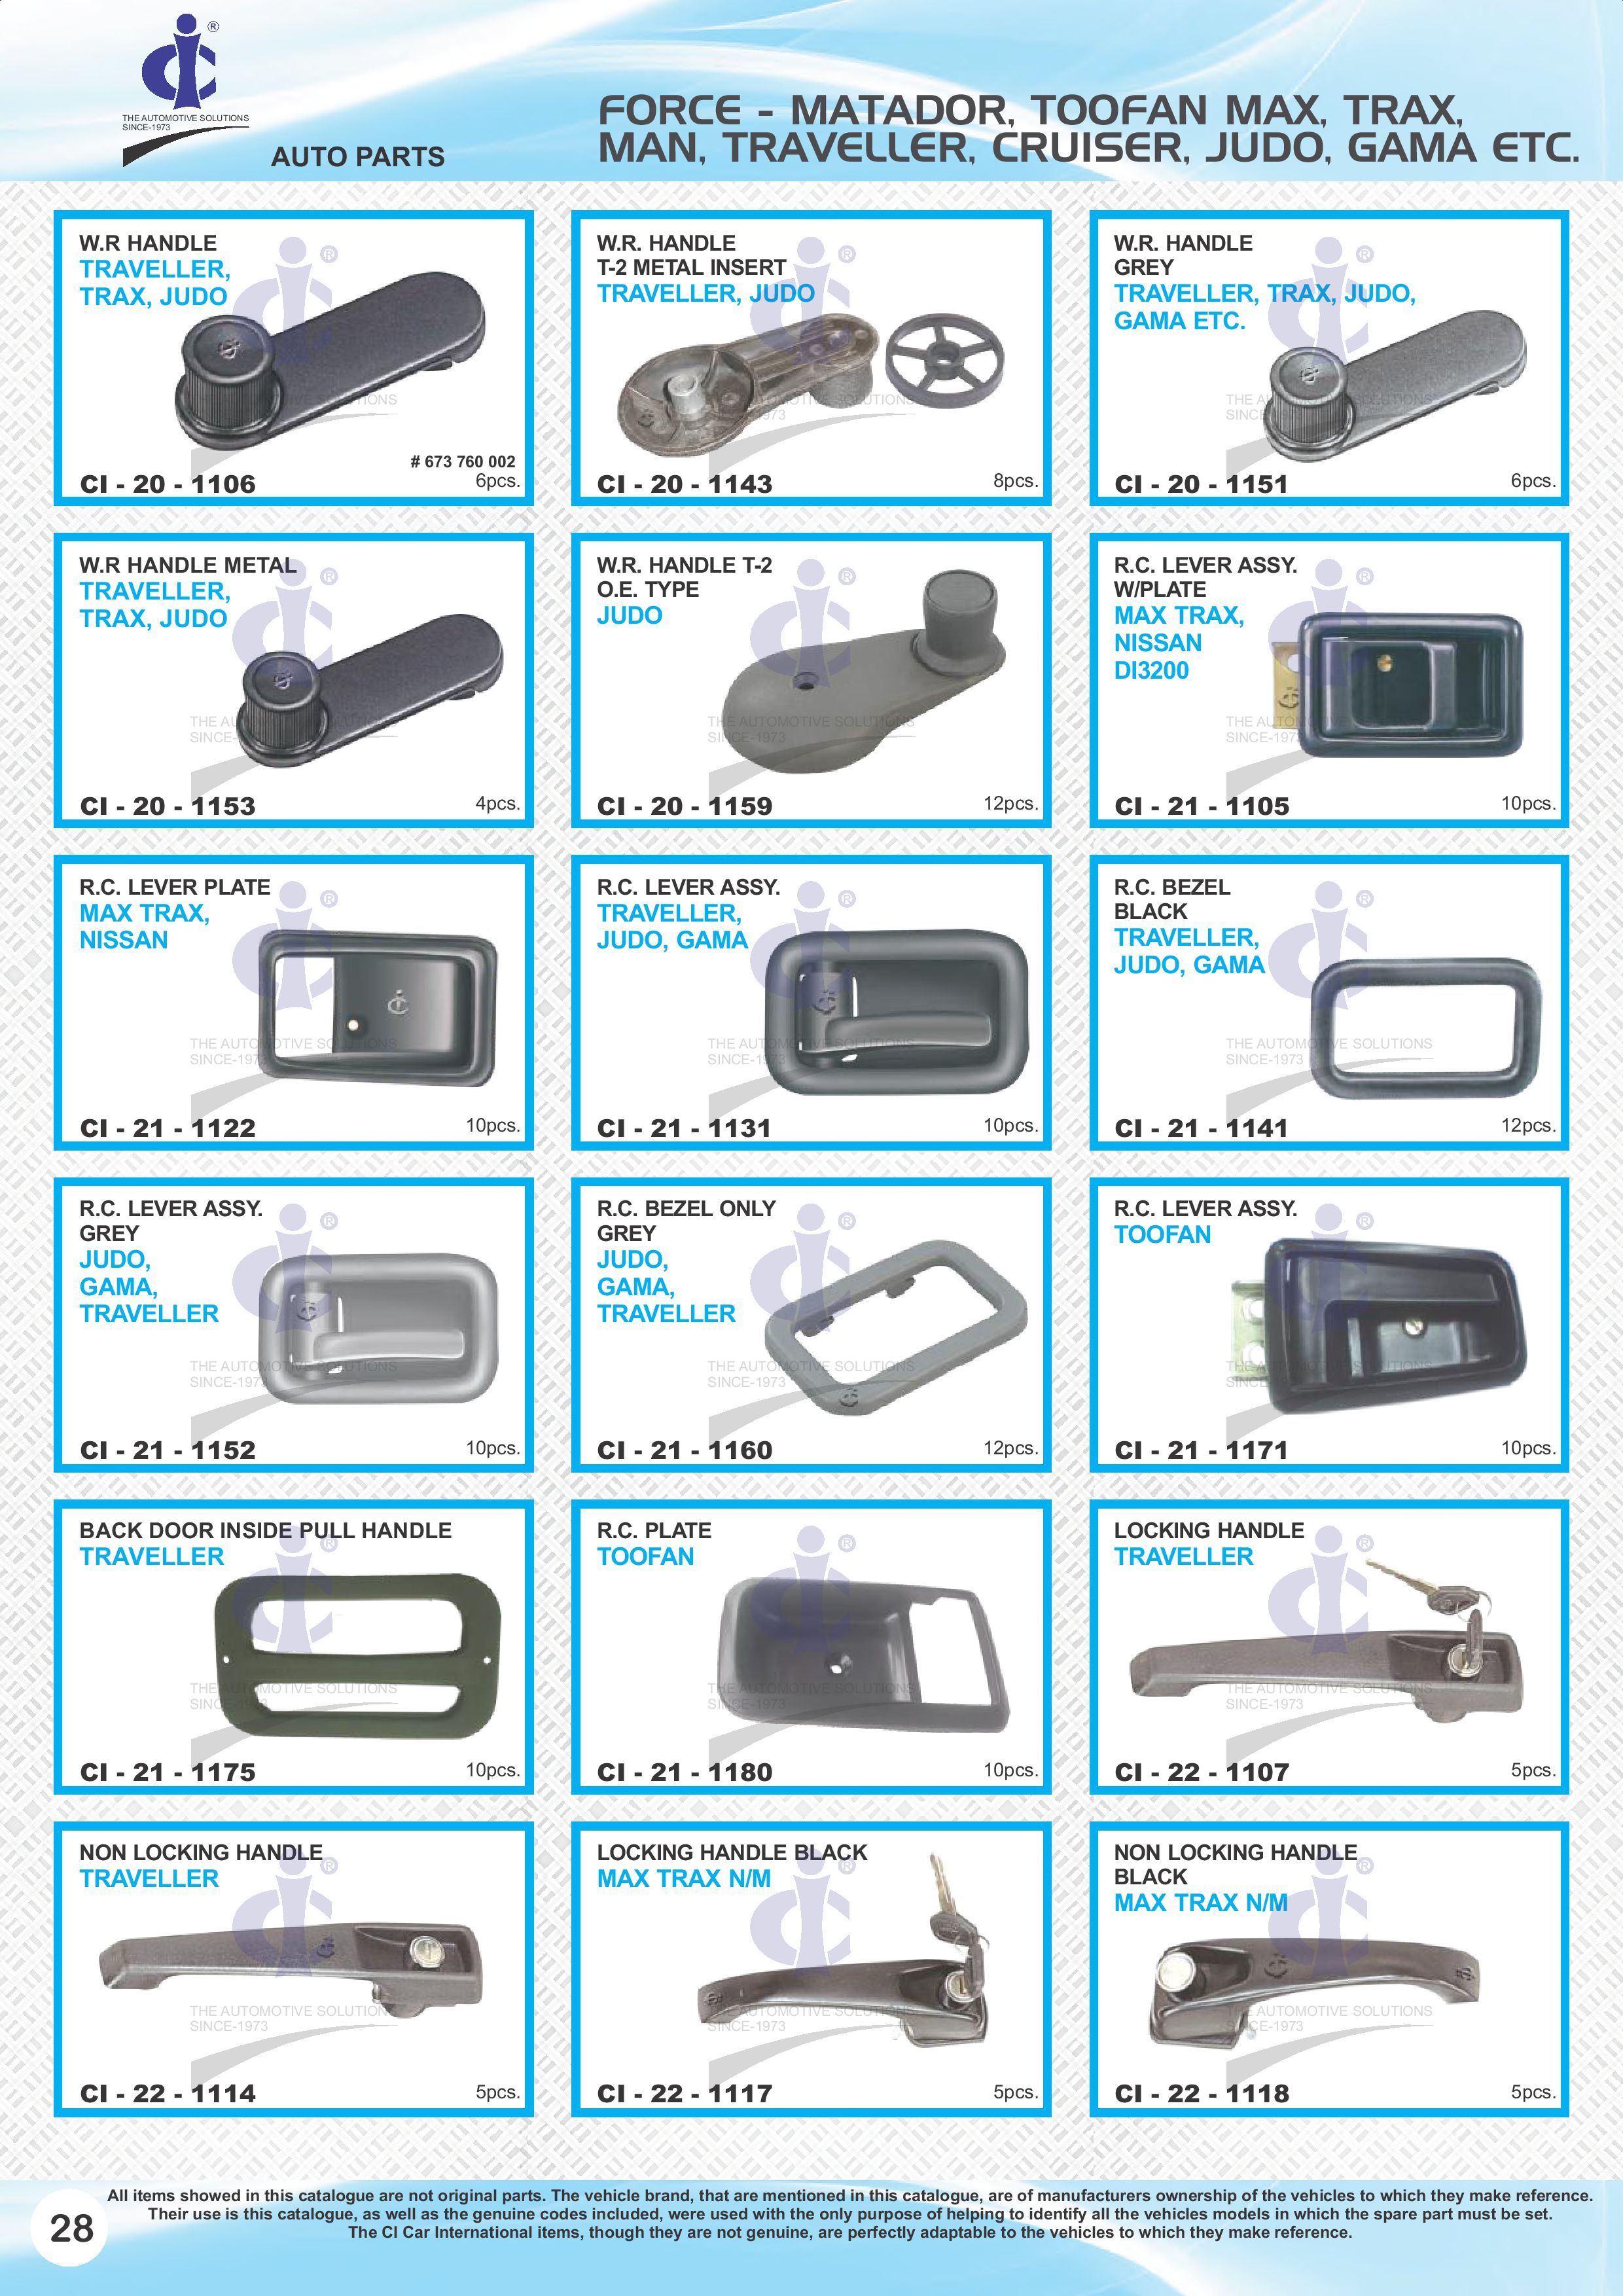 ®
THE AUTOMOTIVE SOLUTIONS
SINCE-1973
AUTO PARTS
FORCE - MATADOR, TOOFAN MAX, TRAX,
MAN, TRAVELLER, CRUISER, JUDO, GAMA ETC.
W.R HANDLE
TRAVELLER,
TRAX, JUDO
# 673 760 002
CI - 20 - 1106
6pcs.
W.R. HANDLE
T-2 METAL INSERT
TRAVELLER, JUDO
CI - 20 - 1143
8pcs.
W.R. HANDLE
GREY
TRAVELLER, TRAX, JUDO,
GAMA ETC.
CI - 20 - 1151
6pcs.
W.R HANDLE METAL
TRAVELLER,
TRAX, JUDO
CI - 20 - 1153
4pcs.
W.R. HANDLE T-2
O.E. TYPE
JUDO
CI - 20 - 1159
12pcs.
R.C. LEVER ASSY.
W/PLATE
MAX TRAX,
NISSAN
DI3200
CI - 21 - 1105
10pcs.
R.C. LEVER PLATE
MAX TRAX,
NISSAN
CI - 21 - 1122
10pcs.
R.C. LEVER ASSY.
TRAVELLER,
JUDO, GAMA
CI - 21 - 1131
10pcs.
R.C. BEZEL
BLACK
TRAVELLER,
JUDO, GAMA
CI - 21 - 1141
12pcs.
R.C. LEVER ASSY.
GREY
JUDO,
GAMA,
TRAVELLER
CI - 21 - 1152
10pcs.
R.C. BEZEL ONLY
GREY
JUDO,
GAMA,
TRAVELLER
CI - 21 - 1160
12pcs.
R.C. LEVER ASSY.
TOOFAN
CI - 21 - 1171
10pcs.
BACK DOOR INSIDE PULL HANDLE
TRAVELLER
CI - 21 - 1175
10pcs.
R.C. PLATE
TOOFAN
CI - 21 - 1180
10pcs.
LOCKING HANDLE
TRAVELLER
CI - 22 - 1107
5pcs.
NON LOCKING HANDLE
TRAVELLER
CI - 22 - 1114
5pcs.
LOCKING HANDLE BLACK
MAX TRAX N/M
CI - 22 - 1117
5pcs.
NON LOCKING HANDLE
BLACK
MAX TRAX N/M
CI - 22 - 1118
5pcs.
28
All items showed in this catalogue are not original parts. The vehicle brand, that are mentioned in this catalogue, are of manufacturers ownership of the vehicles to which they make reference.
Their use is this catalogue, as well as the genuine codes included, were used with the only purpose of helping to identify all the vehicles models in which the spare part must be set.
The CI Car International items, though they are not genuine, are perfectly adaptable to the vehicles to which they make reference.